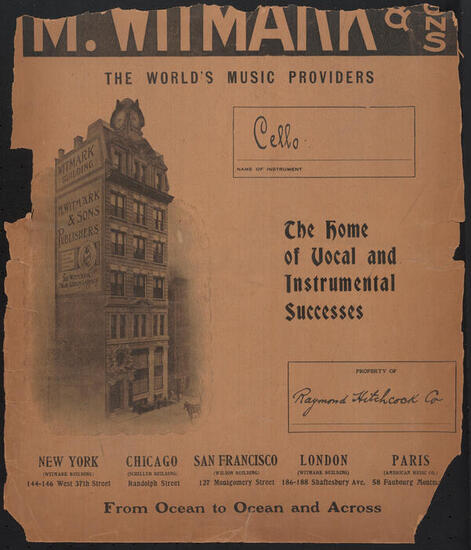 M. WITMARK &
THE WORLD'S MUSIC PROVIDERS
Cello
NAME OF INSTRUMENT
WITMARK
BUILDING
M. WITMARK
& SONS
PUBLISHERS
The Home
of Vocal and
Instrumental
Successes
PROPERTY OF
Raymond Hitchcock Co
NEW YORK CHICAGO SAN FRANCISCO LONDON PARIS
(WITMARK BUILDING) (SCHILLER BUILDING) (WILSON BUILDING) (WITMARK BUILDING) (AMERICAN MUSIC CO.)
144-146 West 37th Street Randolph Street 127 Montgomery Street 186-188 Shaftesbury Ave. 58 Faubourg
From Ocean to Ocean and Across